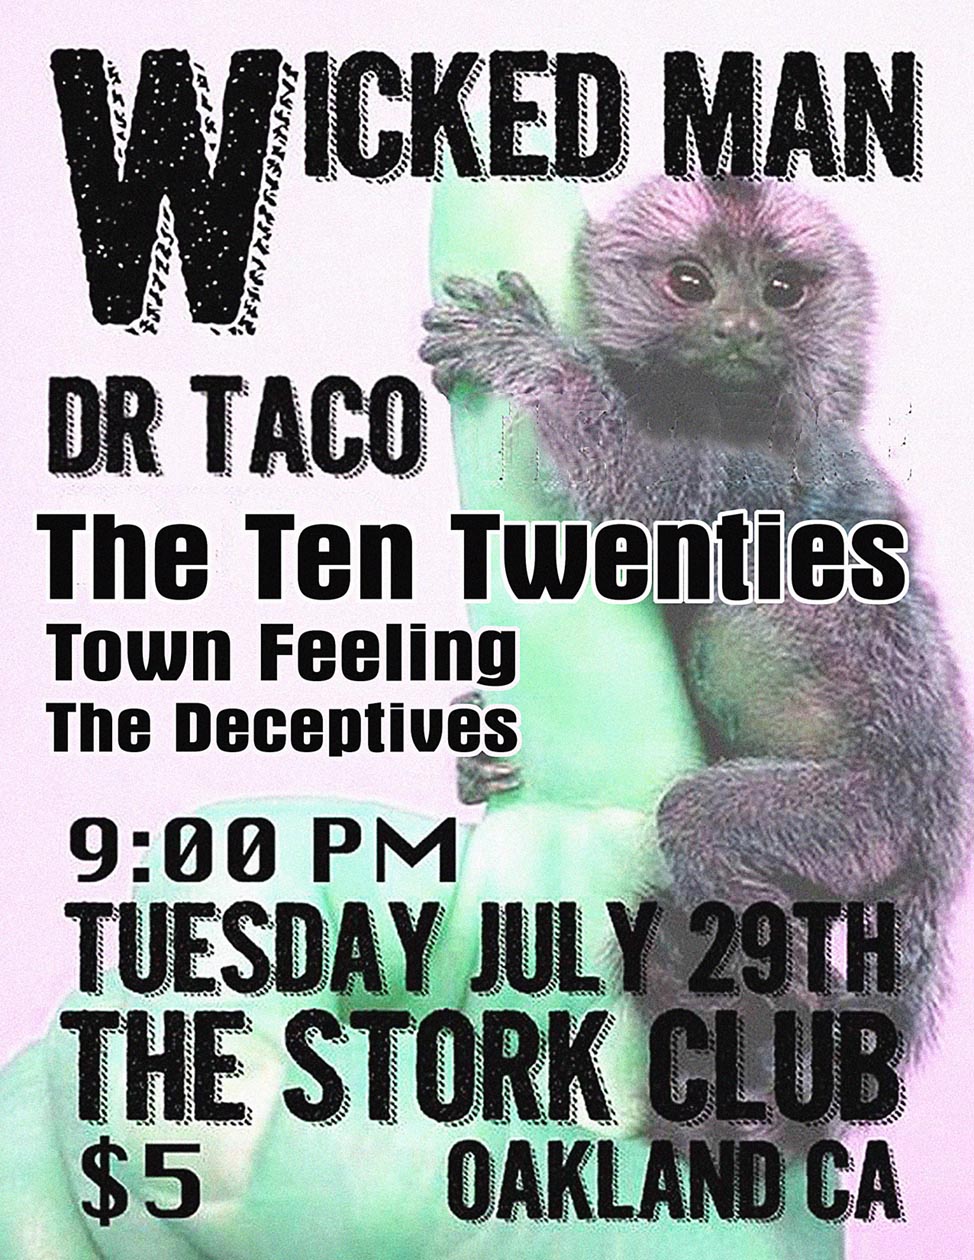 WICKED MAN
DR TACO
The Ten Twenties
Town Feeling
The Deceptives
9:00 PM
TUESDAY JULY 29TH
THE STORK CLUB
$5 OAKLAND CA